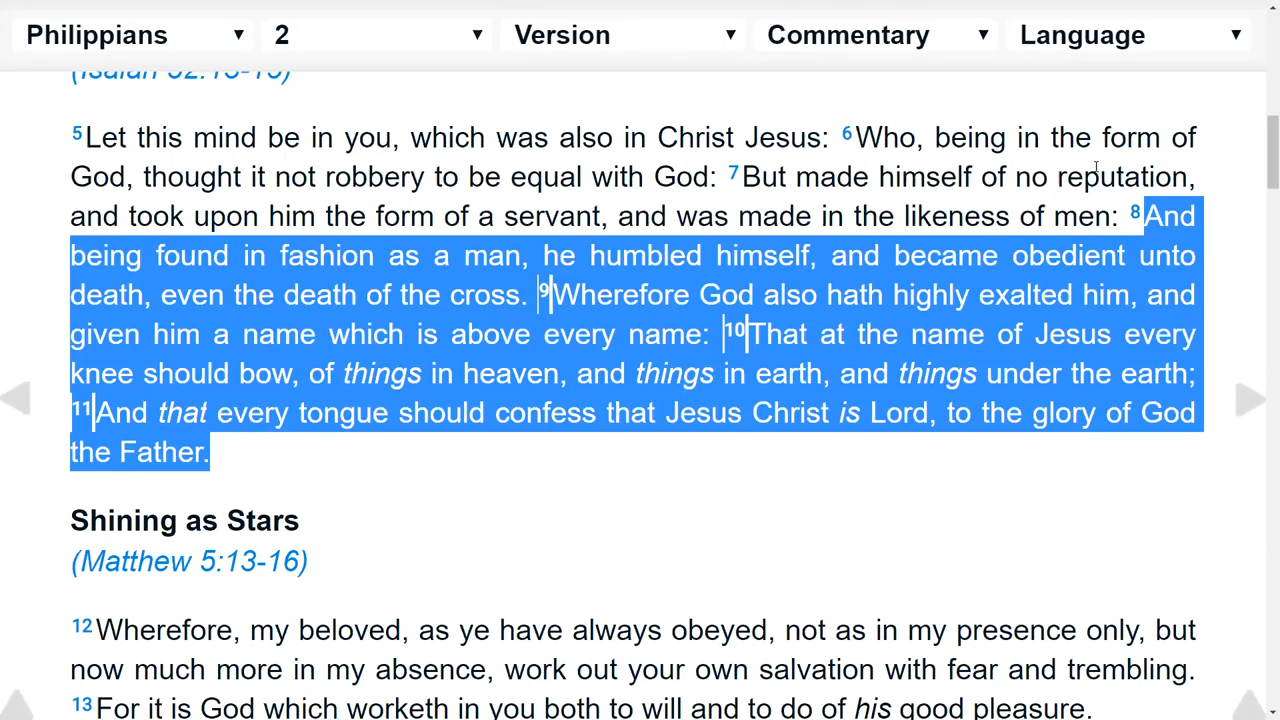 Philippians 2 Version Commentary Language
(Isaiah 52:13-15)
5Let this mind be in you, which was also in Christ Jesus: 6Who, being in the form of
God, thought it not robbery to be equal with God: 7But made himself of no reputation,
and took upon him the form of a servant, and was made in the likeness of men: 8And
being found in fashion as a man, he humbled himself, and became obedient unto
death, even the death of the cross. 9Wherefore God also hath highly exalted him, and
given him a name which is above every name: 10That at the name of Jesus every
knee should bow, of things in heaven, and things in earth, and things under the earth;
11And that every tongue should confess that Jesus Christ is Lord, to the glory of God
the Father.
Shining as Stars
(Matthew 5:13-16)
12Wherefore, my beloved, as ye have always obeyed, not as in my presence only, but
now much more in my absence, work out your own salvation with fear and trembling.
13For it is God which worketh in you both to will and to do of his good pleasure.